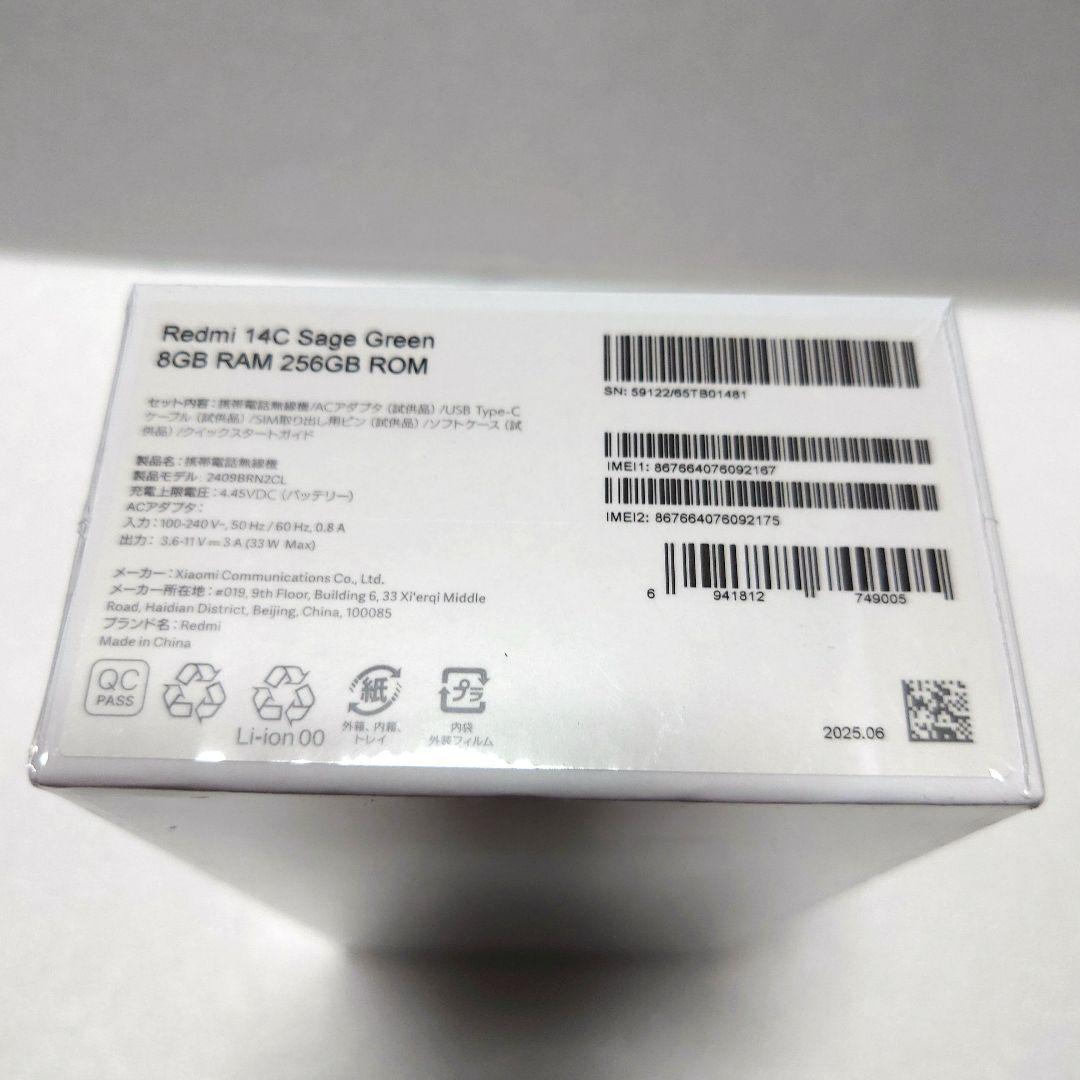 Redmi 14C Sage Green
8GB RAM 256GB ROM
セット内容：携帯電話無線機/ACアダプタ（試供品）/USB Type-C
ケーブル（試供品）/SIM取り出し用ピン（試供品）/ソフトケース（試
供品）/クイックスタートガイド
製品名：携帯電話無線機
製品モデル: 2409BRN2CL
充電上限電圧：4.45VDC（バッテリー）
ACアダプタ：
入力：100-240 V~, 50 Hz / 60 Hz, 0.8 A
出力： 3.6-11 V⎓3 A (33 W Max)
メーカー：Xiaomi Communications Co., Ltd.
メーカー所在地：#019, 9th Floor, Building 6, 33 Xi'erqi Middle
Road, Haidian District, Beijing, China, 100085
ブランド名：Redmi
Made in China
QC
PASS
Li-ion 00
紙
外箱、内箱、
トレイ
プラ
内袋
外装フィルム
SN: 59122/65TB01481
IMEI1: 867664076092167
IMEI2: 867664076092175
6 941812 749005
2025.06